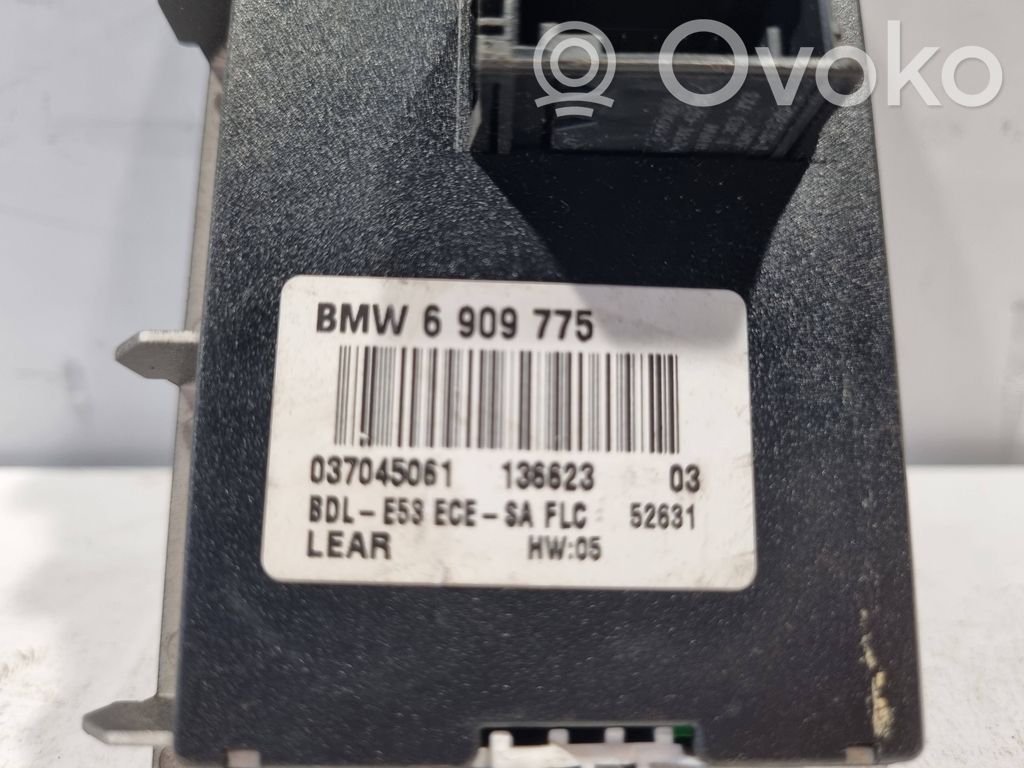 Ovoko
BMW 6 909 775
037045061 136623 03
BDL-E53 ECE-SA FLC 52631
LEAR HW:05